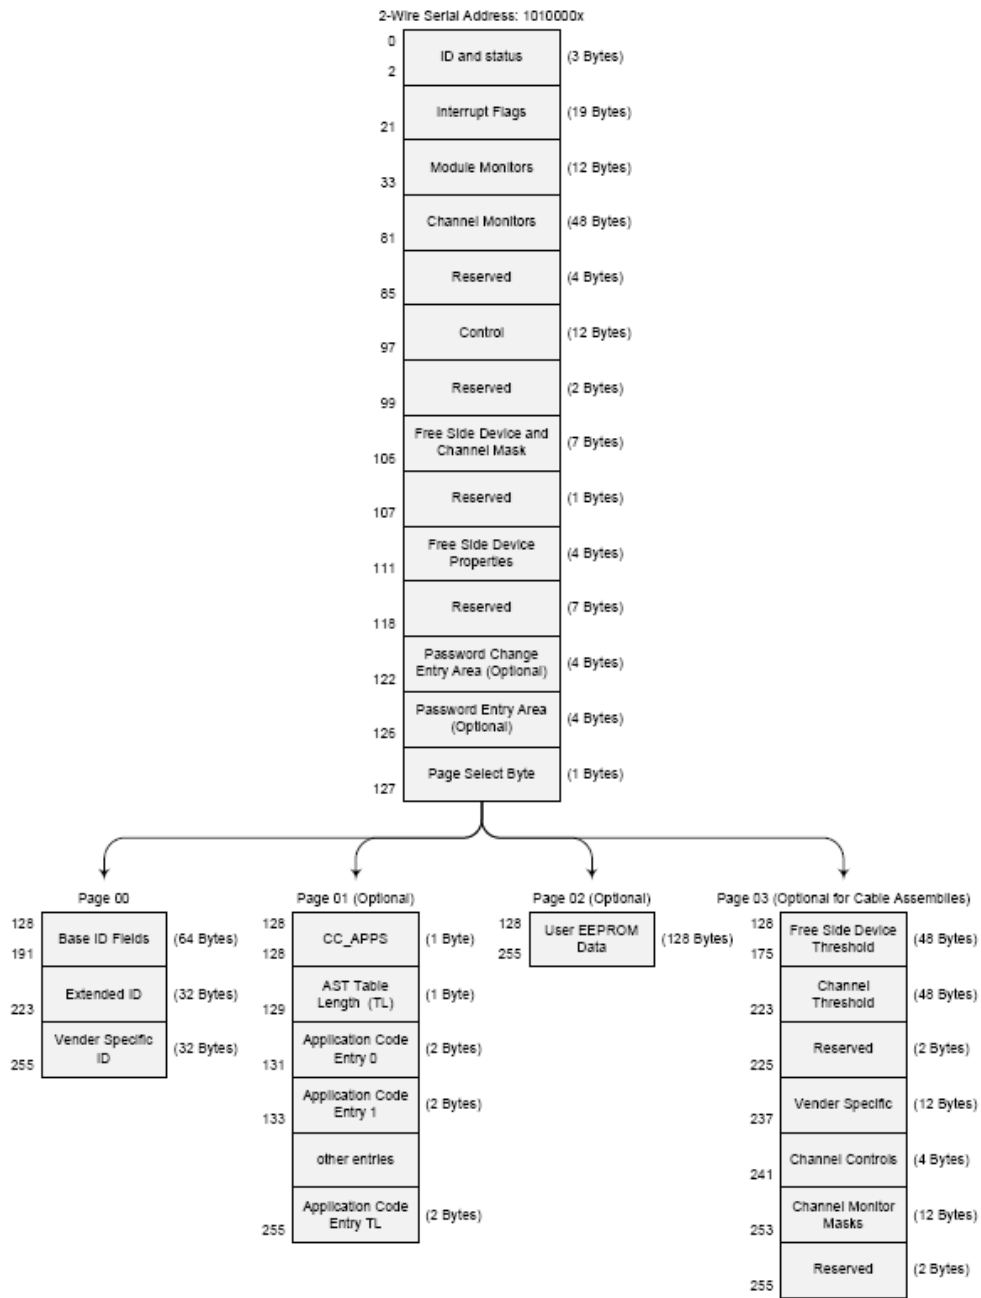 2-Wire Serial Address: 1010000x
0
ID and status
(3 Bytes)
2
Interrupt Flags
(19 Bytes)
21
Module Monitors
(12 Bytes)
33
Channel Monitors
(48 Bytes)
81
Reserved
(4 Bytes)
85
Control
(12 Bytes)
97
Reserved
(2 Bytes)
99
Free Side Device and
Channel Mask
(7 Bytes)
106
Reserved
(1 Bytes)
107
Free Side Device
Properties
(4 Bytes)
111
Reserved
(7 Bytes)
118
Password Change
Entry Area (Optional)
(4 Bytes)
122
Password Entry Area
(Optional)
(4 Bytes)
126
Page Select Byte
(1 Bytes)
127
Page 00
128
Base ID Fields
(64 Bytes)
191
Extended ID
(32 Bytes)
223
Vender Specific
ID
(32 Bytes)
255
Page 01 (Optional)
128
CC_APPS
(1 Byte)
128
AST Table
Length (TL)
(1 Byte)
129
Application Code
Entry 0
(2 Bytes)
131
Application Code
Entry 1
(2 Bytes)
133
other entries
Application Code
Entry TL
(2 Bytes)
255
Page 02 (Optional)
128
User EEPROM
Data
(128 Bytes)
255
Page 03 (Optional for Cable Assemblies)
128
Free Side Device
Threshold
(48 Bytes)
175
Channel
Threshold
(48 Bytes)
223
Reserved
(2 Bytes)
225
Vender Specific
(12 Bytes)
237
Channel Controls
(4 Bytes)
241
Channel Monitor
Masks
(12 Bytes)
253
Reserved
(2 Bytes)
255